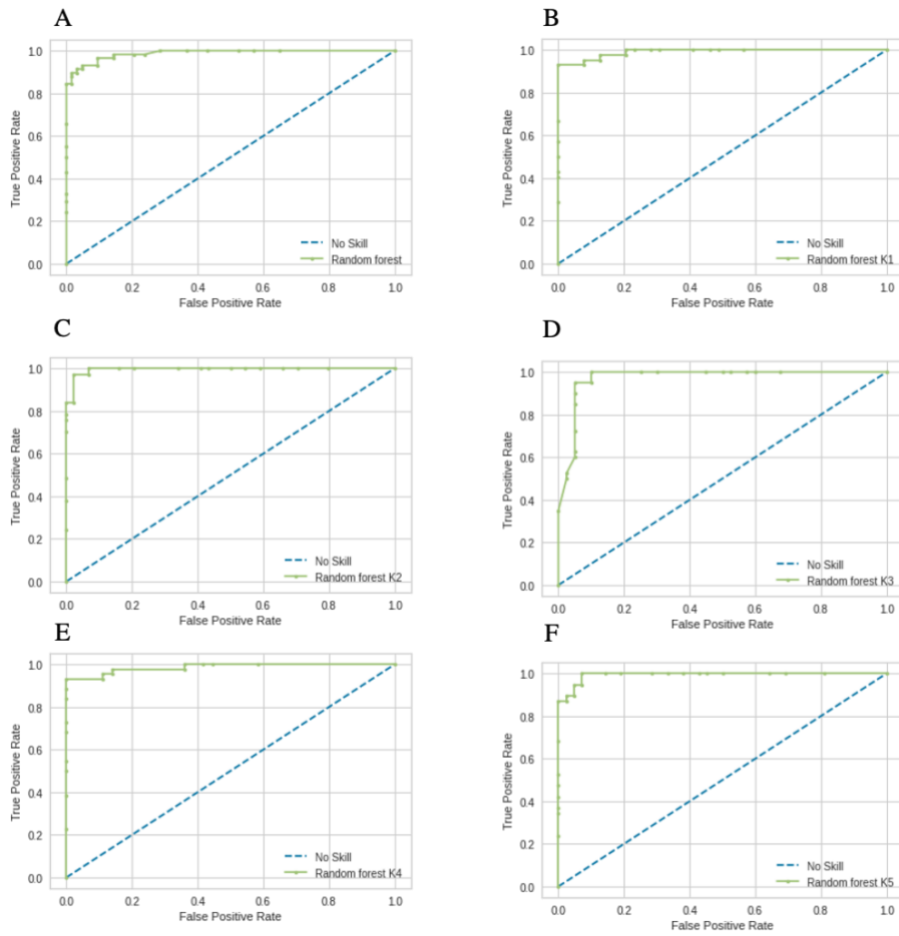 A
1.0
0.8
0.6
0.4
0.2
0.0
True Positive Rate
No Skill
Random forest
0.0 0.2 0.4 0.6 0.8 1.0
False Positive Rate
B
1.0
0.8
0.6
0.4
0.2
0.0
True Positive Rate
No Skill
Random forest K1
0.0 0.2 0.4 0.6 0.8 1.0
False Positive Rate
C
1.0
0.8
0.6
0.4
0.2
0.0
True Positive Rate
No Skill
Random forest K2
0.0 0.2 0.4 0.6 0.8 1.0
False Positive Rate
D
1.0
0.8
0.6
0.4
0.2
0.0
True Positive Rate
No Skill
Random forest K3
0.0 0.2 0.4 0.6 0.8 1.0
False Positive Rate
E
1.0
0.8
0.6
0.4
0.2
0.0
True Positive Rate
No Skill
Random forest K4
0.0 0.2 0.4 0.6 0.8 1.0
False Positive Rate
F
1.0
0.8
0.6
0.4
0.2
0.0
True Positive Rate
No Skill
Random forest K5
0.0 0.2 0.4 0.6 0.8 1.0
False Positive Rate